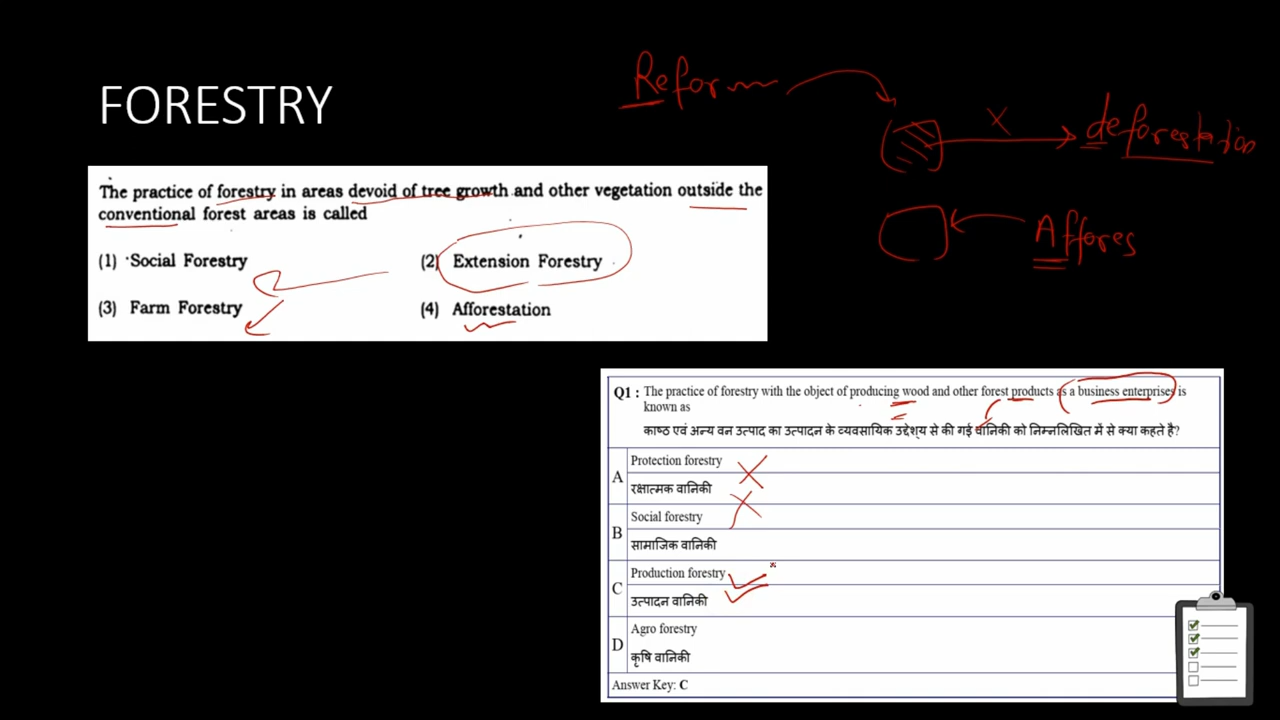 FORESTRY
Reform
deforestation
Affores
The practice of forestry in areas devoid of tree growth and other vegetation outside the
conventional forest areas is called
(1) Social Forestry
(2) Extension Forestry
(3) Farm Forestry
(4) Afforestation
Q1 : The practice of forestry with the object of producing wood and other forest products as a business enterprises is
known as
काष्ठ एवं अन्य वन उत्पाद का उत्पादन के व्यवसायिक उद्देश्य से की गई वानिकी को निम्नलिखित में से क्या कहते है?
A
Protection forestry
रक्षात्मक वानिकी
B
Social forestry
सामाजिक वानिकी
C
Production forestry
उत्पादन वानिकी
D
Agro forestry
कृषि वानिकी
Answer Key: C